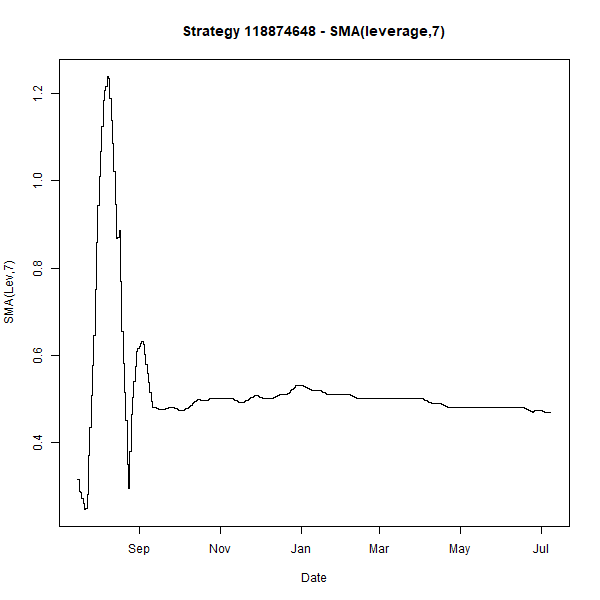 Strategy 118874648 - SMA(leverage,7)
SMA(Lev,7)
1.2
1.0
0.8
0.6
0.4
Sep Nov Jan Mar May Jul
Date